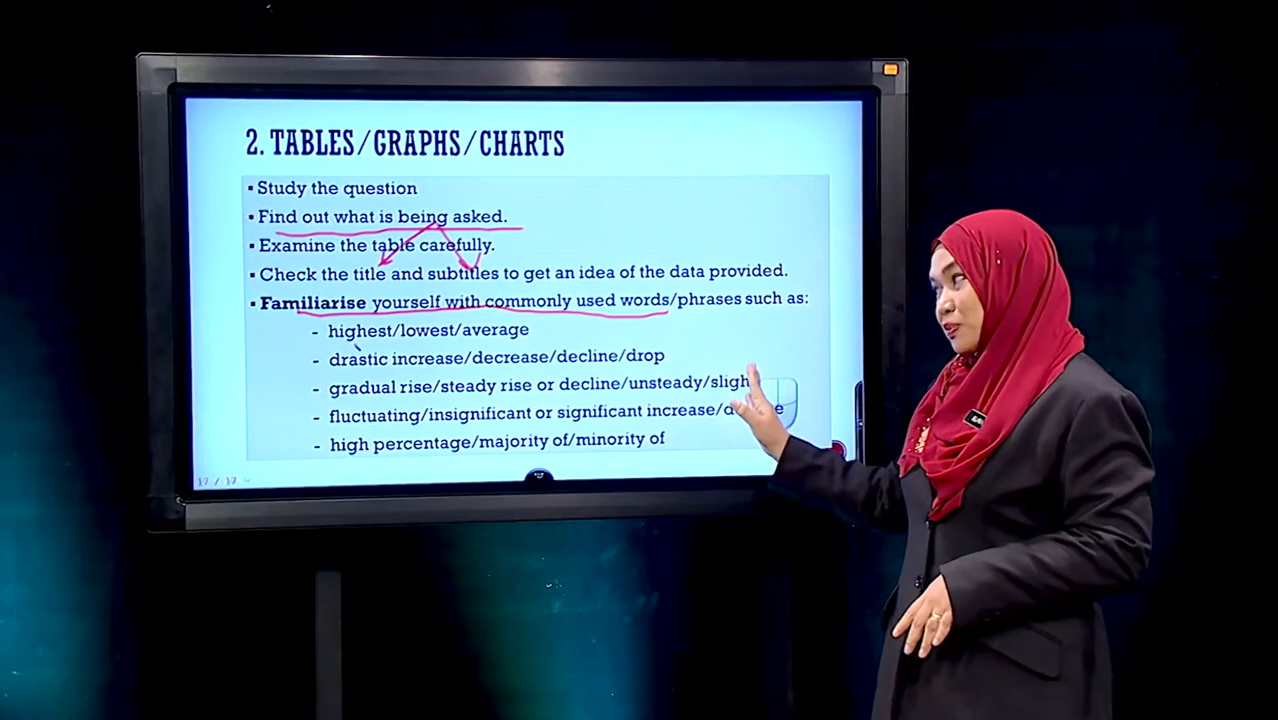 2. TABLES/GRAPHS/CHARTS
▪ Study the question
▪ Find out what is being asked.
▪ Examine the table carefully.
▪ Check the title and subtitles to get an idea of the data provided.
▪ Familiarise yourself with commonly used words/phrases such as:
- highest/lowest/average
- drastic increase/decrease/decline/drop
- gradual rise/steady rise or decline/unsteady/sligh
- fluctuating/insignificant or significant increase/
- high percentage/majority of/minority of
17 / 17